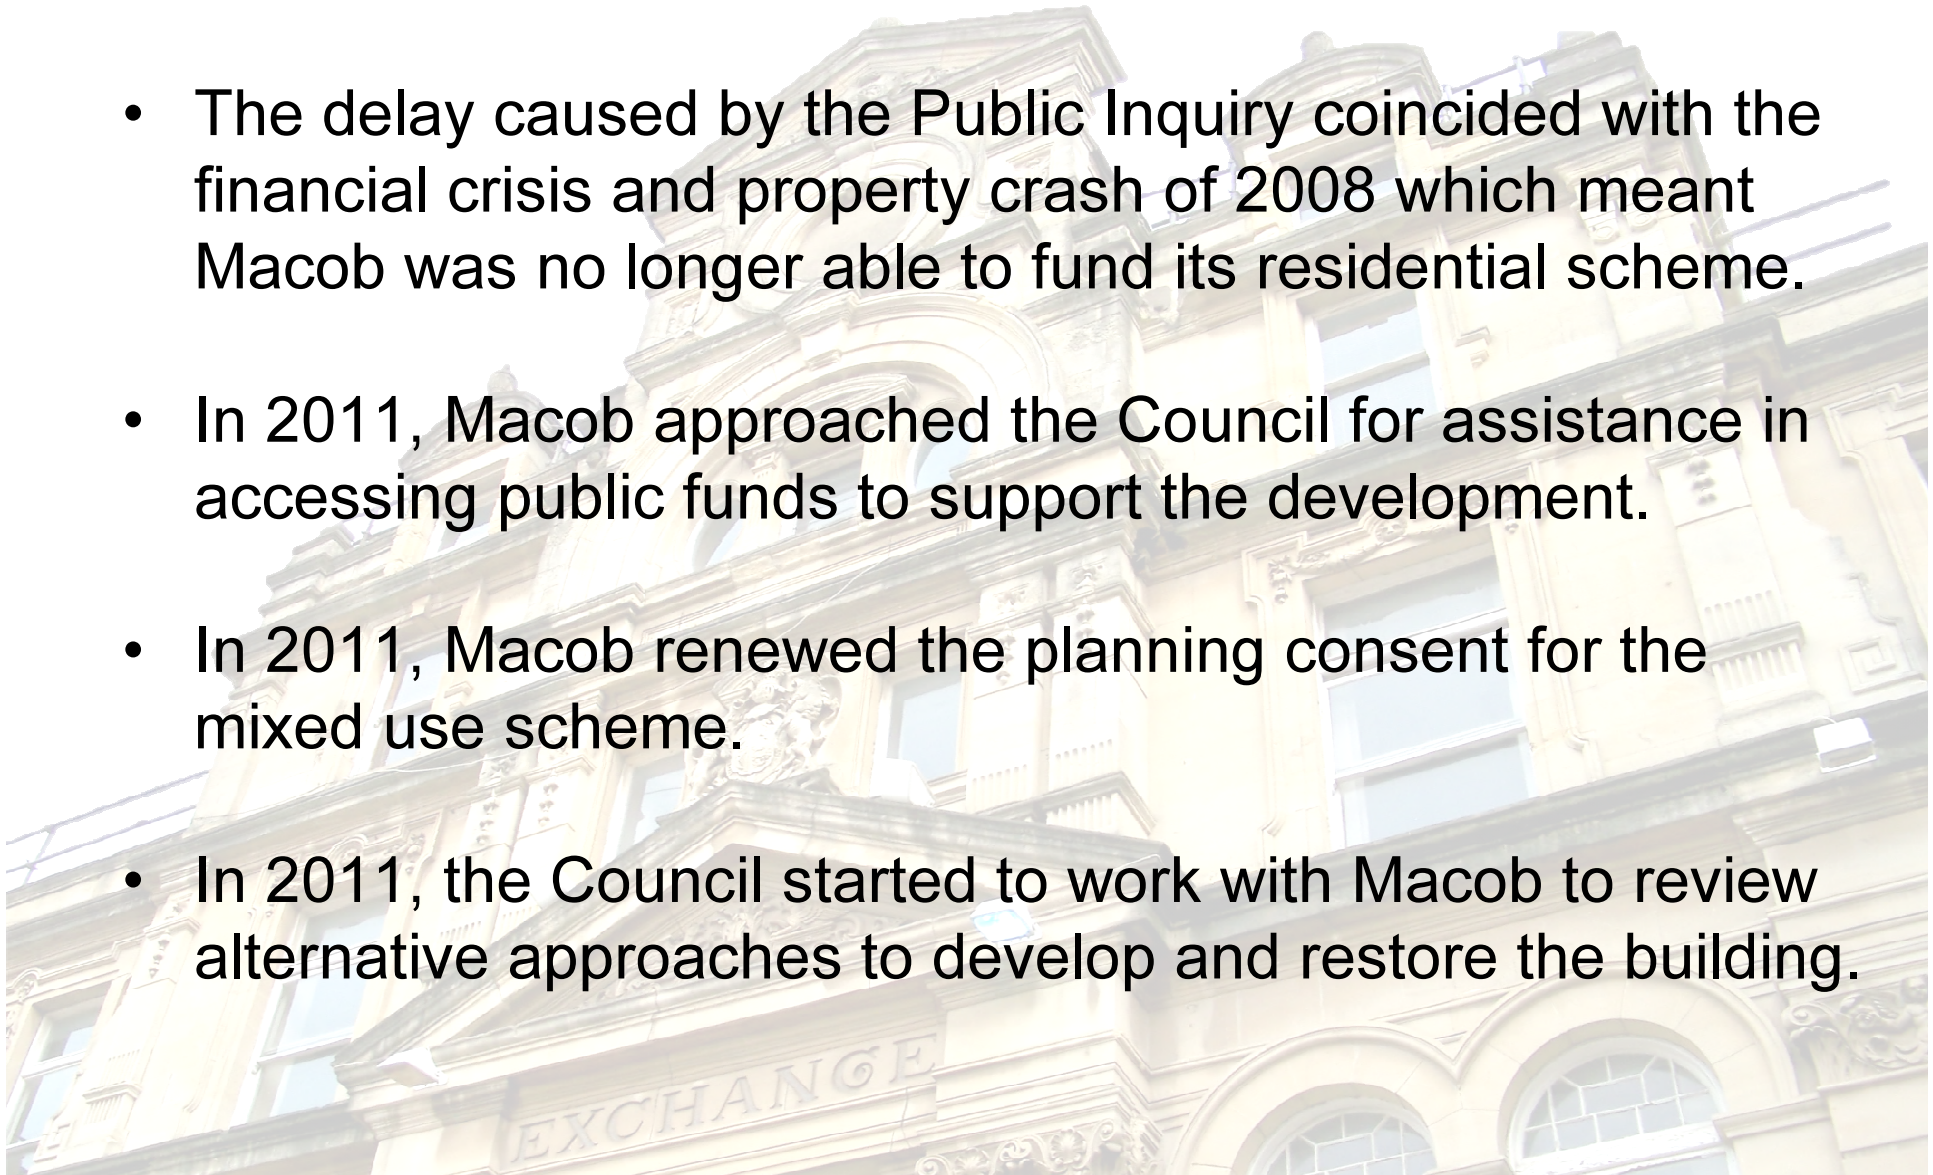 • The delay caused by the Public Inquiry coincided with the
financial crisis and property crash of 2008 which meant
Macob was no longer able to fund its residential scheme.
• In 2011, Macob approached the Council for assistance in
accessing public funds to support the development.
• In 2011, Macob renewed the planning consent for the
mixed use scheme.
• In 2011, the Council started to work with Macob to review
alternative approaches to develop and restore the building.
EXCHANGE